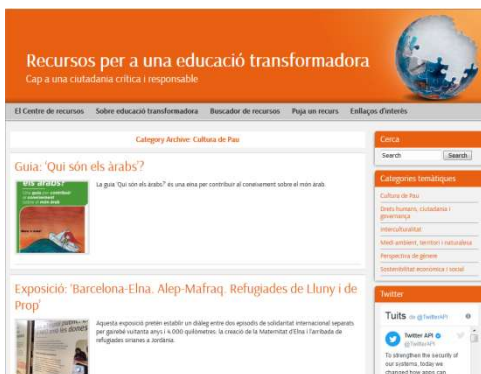 Recursos per a una educació transformadora
Cap a una ciutadania crítica i responsable
El Centre de recursos Sobre educació transformadora Buscador de recursos Puja un recurs Enllaços d'interès
Category Archive: Cultura de Pau
Guia: 'Qui són els àrabs'?
els àrabs?
La guia 'Qui són els àrabs?' és una eina per contribuir al coneixement sobre el món àrab.
Exposició: 'Barcelona-Elna. Alep-Mafraq. Refugiades de Lluny i de
Prop'
Aquesta exposició pretén establir un diàleg entre dos episodis de solidaritat internacional separats
per gairebé vuitanta anys i 4.000 quilòmetres: la creació de la Maternitat d'Elna i l'arribada de
refugiades sirianes a Jordània.
Cerca
Search Search
Categories temàtiques
Cultura de Pau
Drets humans, ciutadania i
governança
Interculturalitat
Medi ambient, territori i naturalesa
Perspectiva de gènere
Sostenibilitat econòmica i social
Twitter
Tuits de @TwitterAPI
Twitter API
@TwitterAPI
To strengthen the security of
our systems, today we
changed how apps can